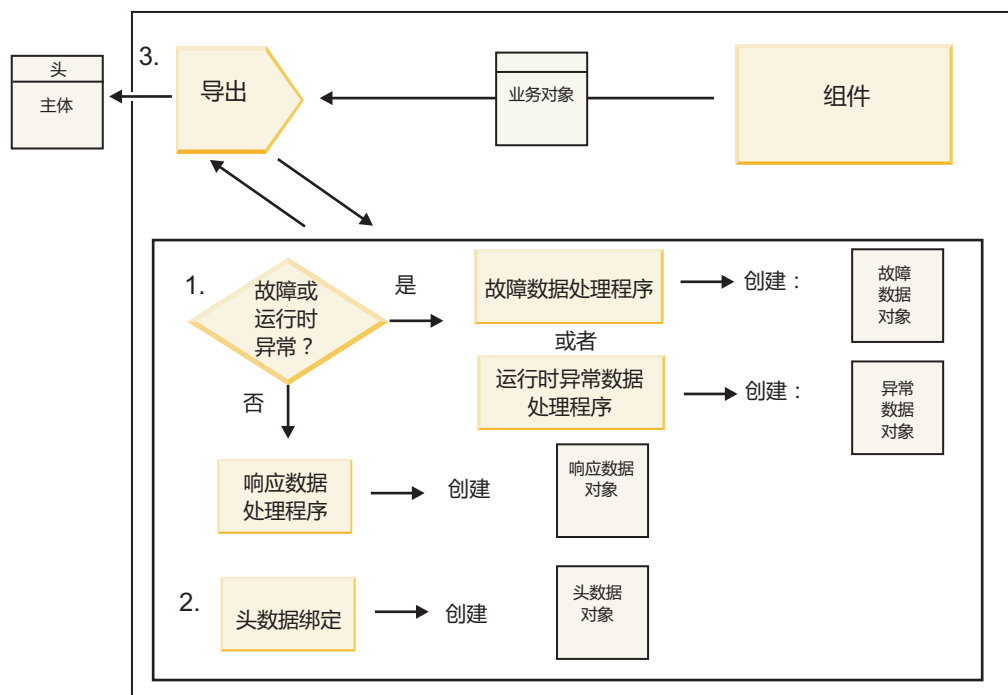 头
主体
3.
导出
业务对象
组件
1.
故障或
运行时
异常？
是
故障数据处理程序
创建：
故障
数据
对象
或者
运行时异常数据
处理程序
创建：
异常
数据
对象
否
响应数据
处理程序
创建
响应数据
对象
2.
头数据绑定
创建
头数据
对象